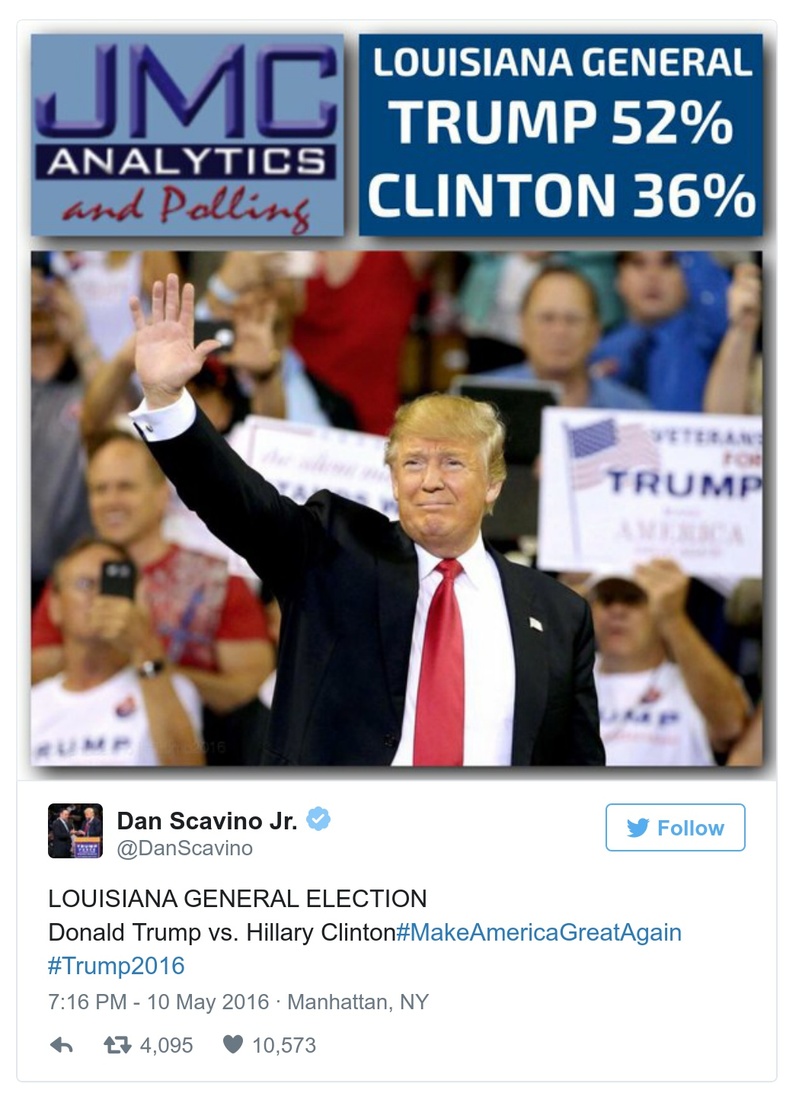 JMC
ANALYTICS
and Polling
LOUISIANA GENERAL
TRUMP 52%
CLINTON 36%
VETERANS
FOR
TRUMP
AMERICA
Dan Scavino Jr.
@DanScavino
Follow
LOUISIANA GENERAL ELECTION
Donald Trump vs. Hillary Clinton#MakeAmericaGreatAgain
#Trump2016
7:16 PM - 10 May 2016 · Manhattan, NY
4,095
10,573